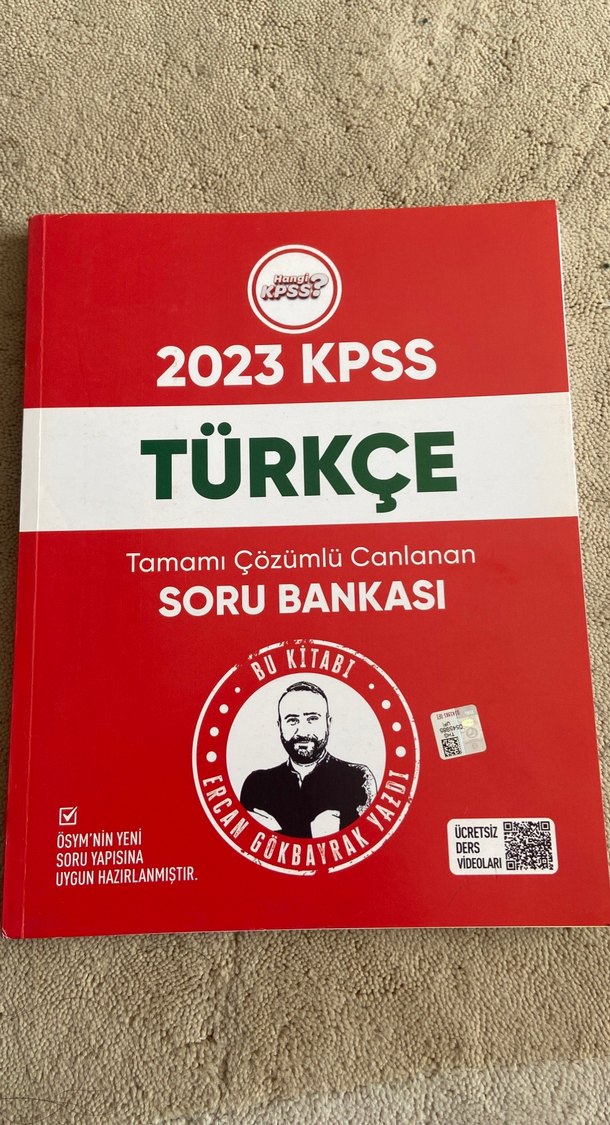 Hangi
KPSS?
2023 KPSS
TÜRKÇE
Tamamı Çözümlü Canlanan
SORU BANKASI
BU KİTABI
ERCAN GÖKBAYRAK YAZDI
ÖSYM'NİN YENİ
SORU YAPISINA
UYGUN HAZIRLANMIŞTIR.
ÜCRETSİZ
DERS
VİDEOLARI